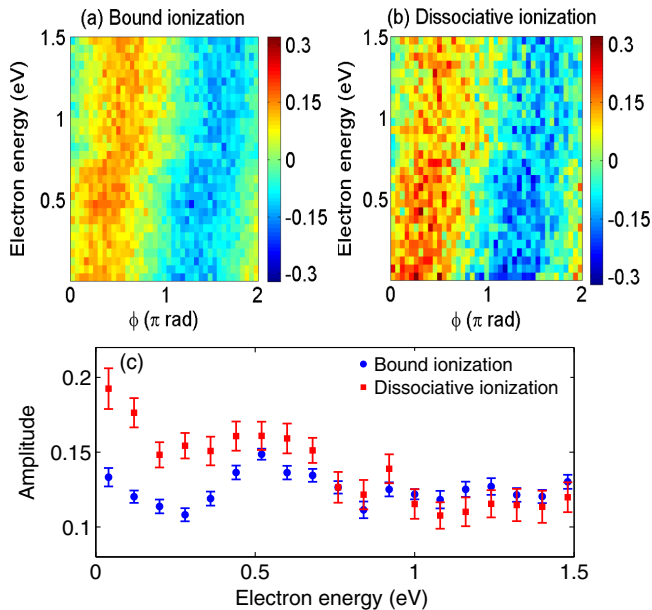 (a) Bound ionization
(b) Dissociative ionization
Electron energy (eV)
1.5
1
0.5
0
1
2
ϕ (π rad)
0.3
0.15
0
-0.15
-0.3
Electron energy (eV)
1.5
1
0.5
0
1
2
ϕ (π rad)
0.3
0.15
0
-0.15
-0.3
(c)
Bound ionization
Dissociative ionization
Amplitude
0.2
0.15
0.1
0
0.5
1
1.5
Electron energy (eV)